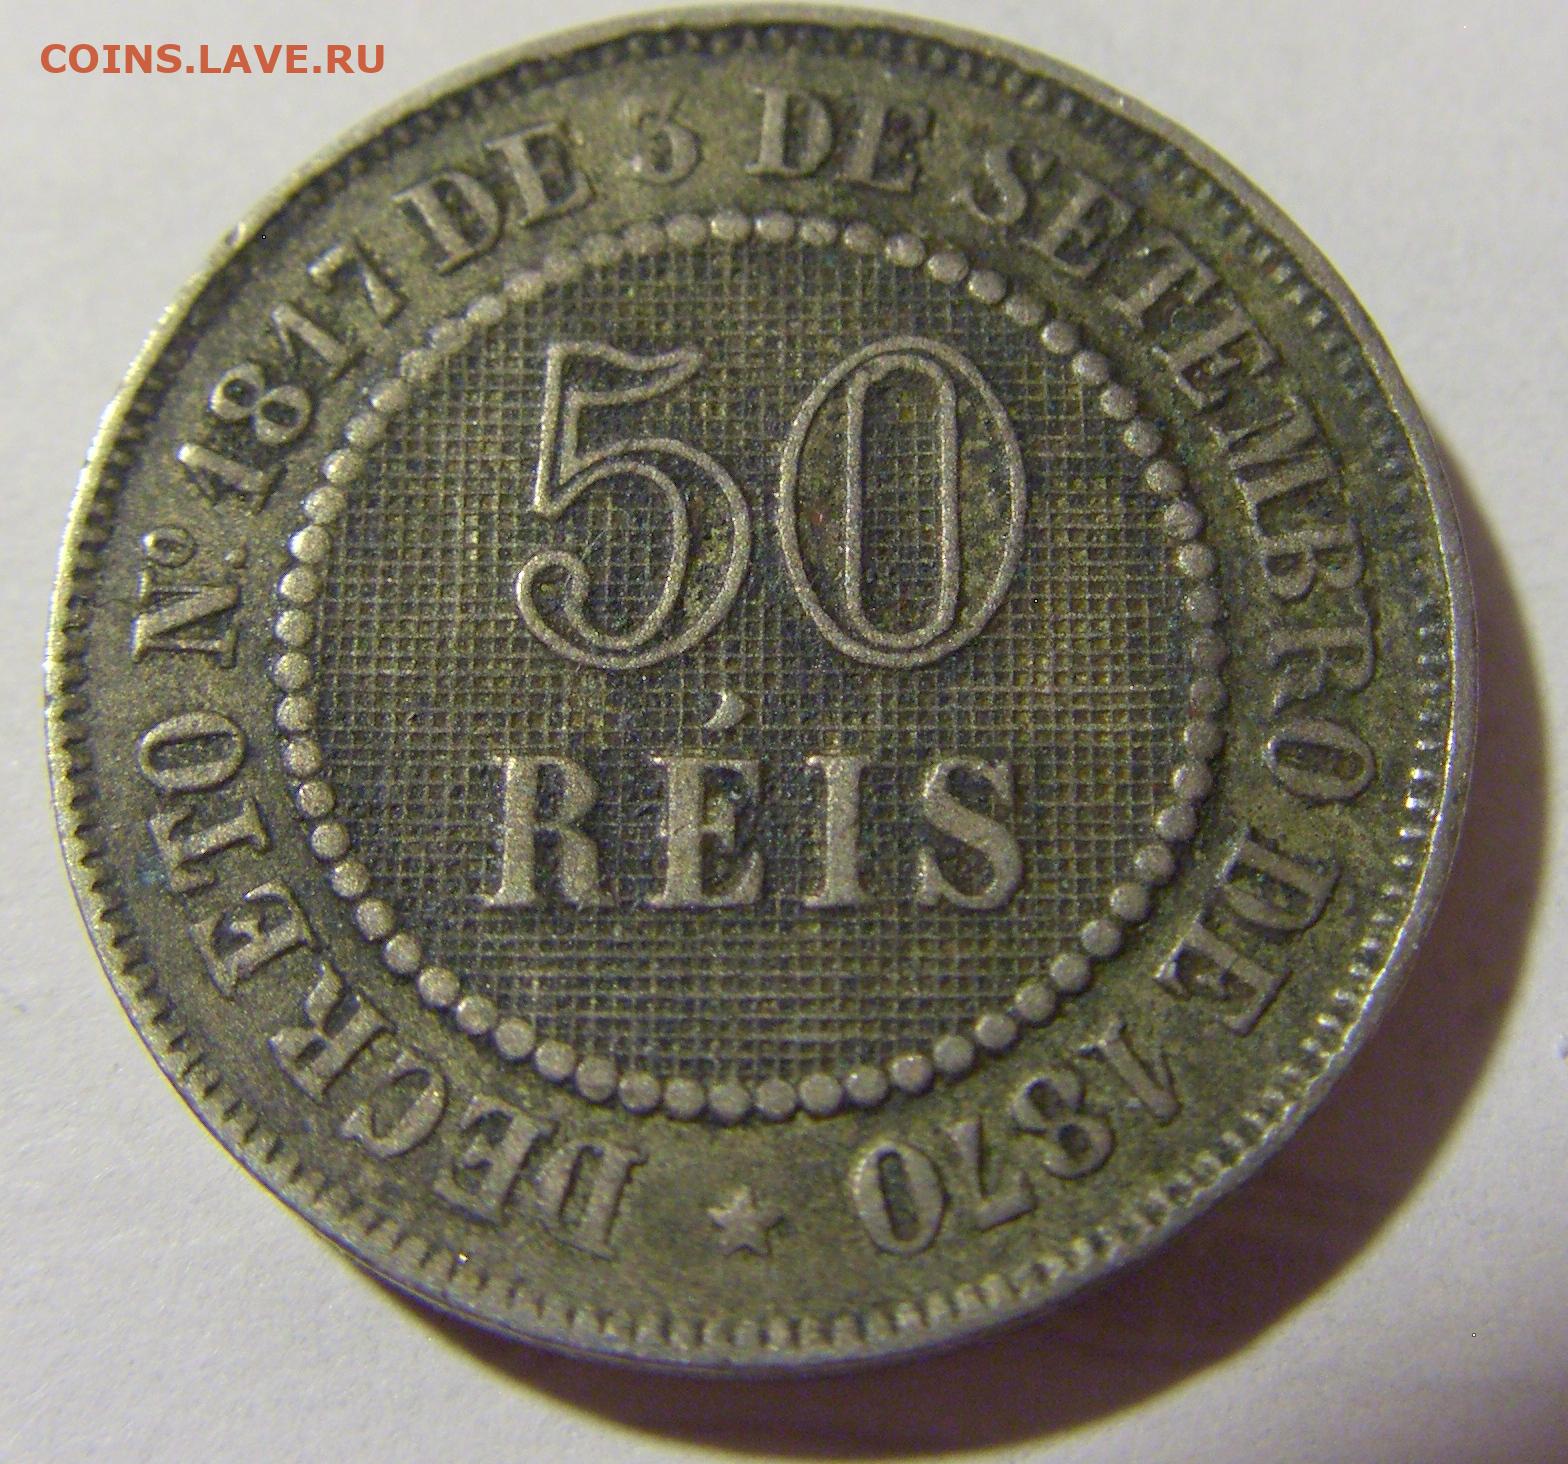 COINS.LAVE.RU
DECRETO Nº. 1817 DE 3 DE SETEMBRO DE 1870
50
RÉIS